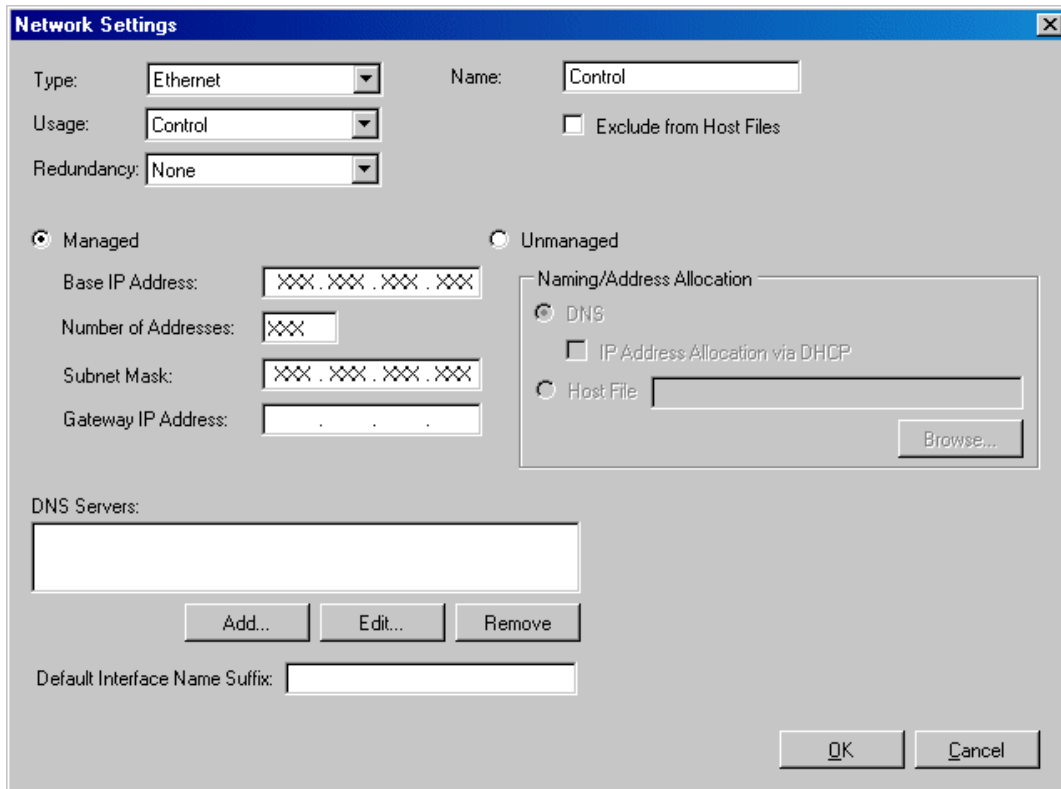 Network Settings
Type: Ethernet Name: Control
Usage: Control Exclude from Host Files
Redundancy: None
Managed Unmanaged
Base IP Address: XXX . XXX . XXX . XXX Naming/Address Allocation
DNS
Number of Addresses: XXX
IP Address Allocation via DHCP
Subnet Mask: XXX . XXX . XXX . XXX
Host File
Gateway IP Address: . . .
Browse...
DNS Servers:
Add... Edit... Remove
Default Interface Name Suffix:
OK Cancel